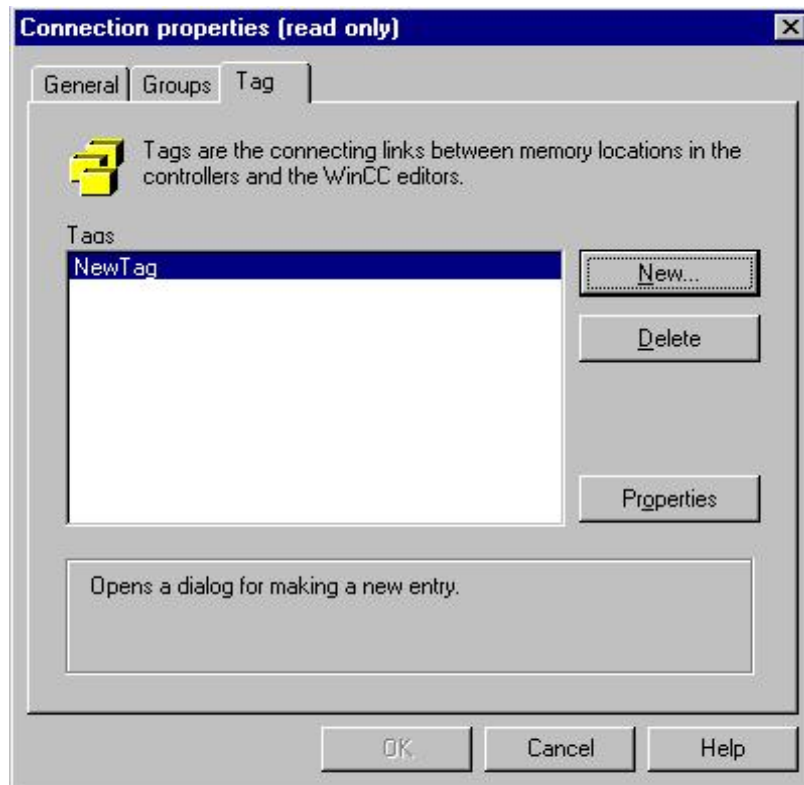 Connection properties (read only)
General Groups Tag
Tags are the connecting links between memory locations in the
controllers and the WinCC editors.
Tags
NewTag
New...
Delete
Properties
Opens a dialog for making a new entry.
OK Cancel Help